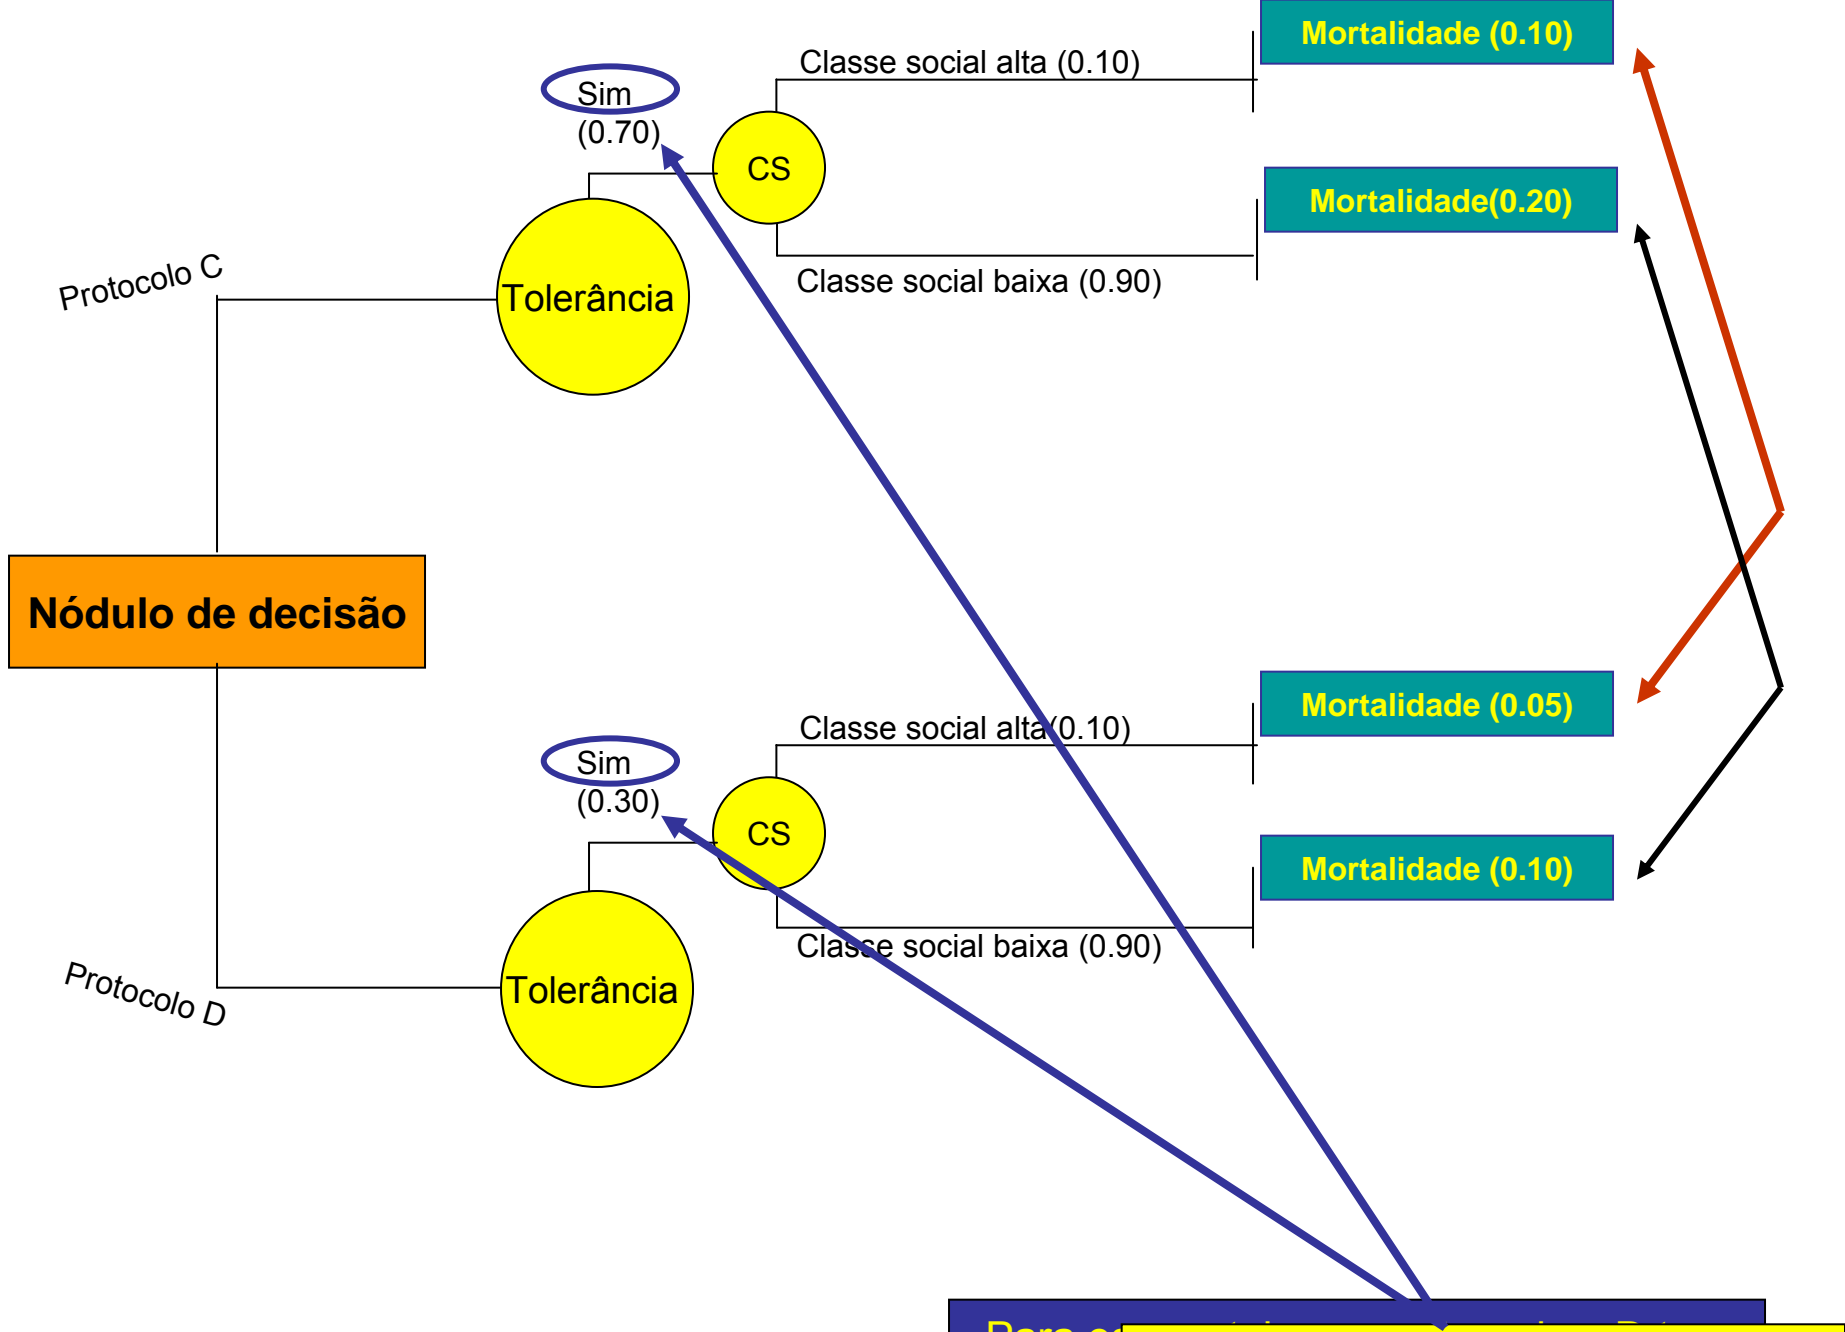 Mortalidade (0.10)
Classe social alta (0.10)
Sim
(0.70)
CS
Mortalidade(0.20)
Classe social baixa (0.90)
Protocolo C
Tolerância
Nódulo de decisão
Mortalidade (0.05)
Classe social alta(0.10)
Sim
(0.30)
CS
Mortalidade (0.10)
Classe social baixa (0.90)
Protocolo D
Tolerância
Para